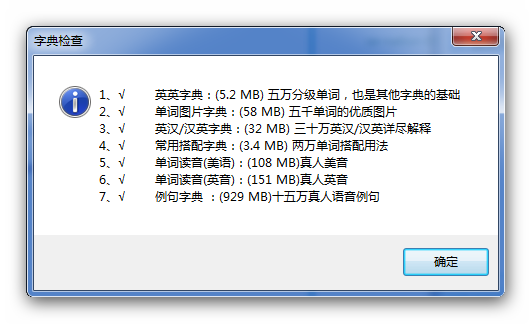 字典检查
1、√ 英英字典：(5.2 MB) 五万分级单词，也是其他字典的基础
2、√ 单词图片字典：(58 MB) 五千单词的优质图片
3、√ 英汉/汉英字典：(32 MB) 三十万英汉/汉英详尽解释
4、√ 常用搭配字典：(3.4 MB) 两万单词搭配用法
5、√ 单词读音(美语)：(108 MB)真人美音
6、√ 单词读音(英音)：(151 MB)真人英音
7、√ 例句字典 ：(929 MB)十五万真人语音例句
确定